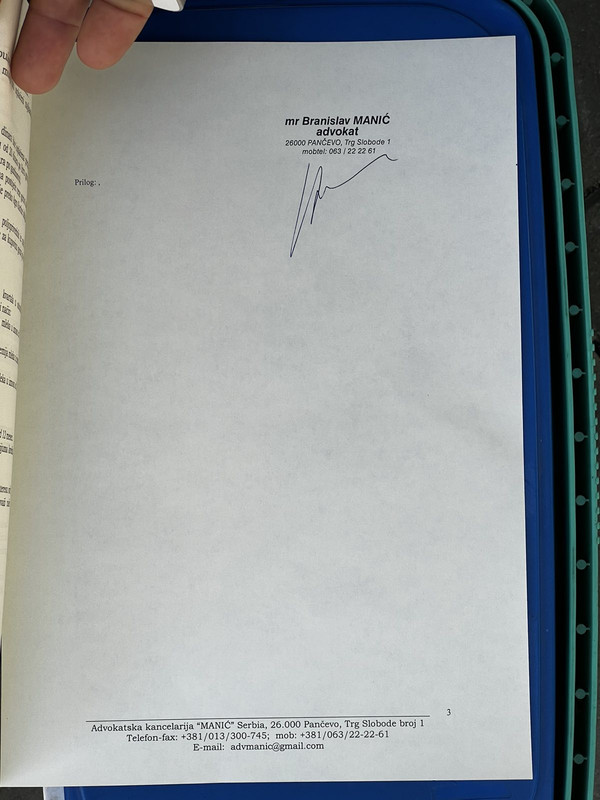 mr Branislav MANIĆ
advokat
26000 PANČEVO, Trg Slobode 1
mobtel: 063 / 22 22 61
Prilog: ,
3
Advokatska kancelarija “MANIĆ” Serbia, 26.000 Pančevo, Trg Slobode broj 1
Telefon-fax: +381/013/300-745; mob: +381/063/22-22-61
E-mail: advmanic@gmail.com